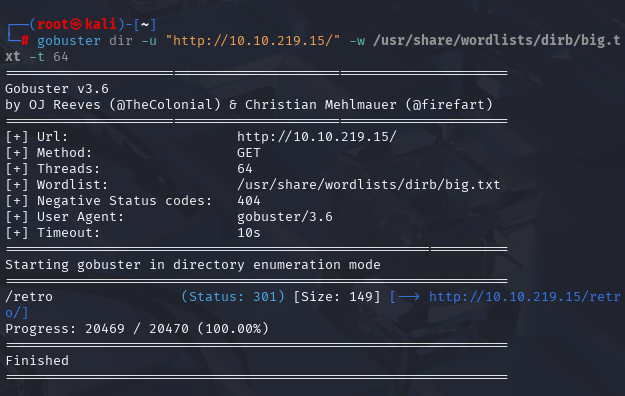 ┌──(root㉿kali)-[~]
└─# gobuster dir -u "http://10.10.219.15/" -w /usr/share/wordlists/dirb/big.t
xt -t 64
===============================================================
Gobuster v3.6
by OJ Reeves (@TheColonial) & Christian Mehlmauer (@firefart)
===============================================================
[+] Url:                     http://10.10.219.15/
[+] Method:                  GET
[+] Threads:                 64
[+] Wordlist:                /usr/share/wordlists/dirb/big.txt
[+] Negative Status codes:   404
[+] User Agent:              gobuster/3.6
[+] Timeout:                 10s
===============================================================
Starting gobuster in directory enumeration mode
===============================================================
/retro                (Status: 301) [Size: 149] [--> http://10.10.219.15/retr
o/]
Progress: 20469 / 20470 (100.00%)
===============================================================
Finished
===============================================================